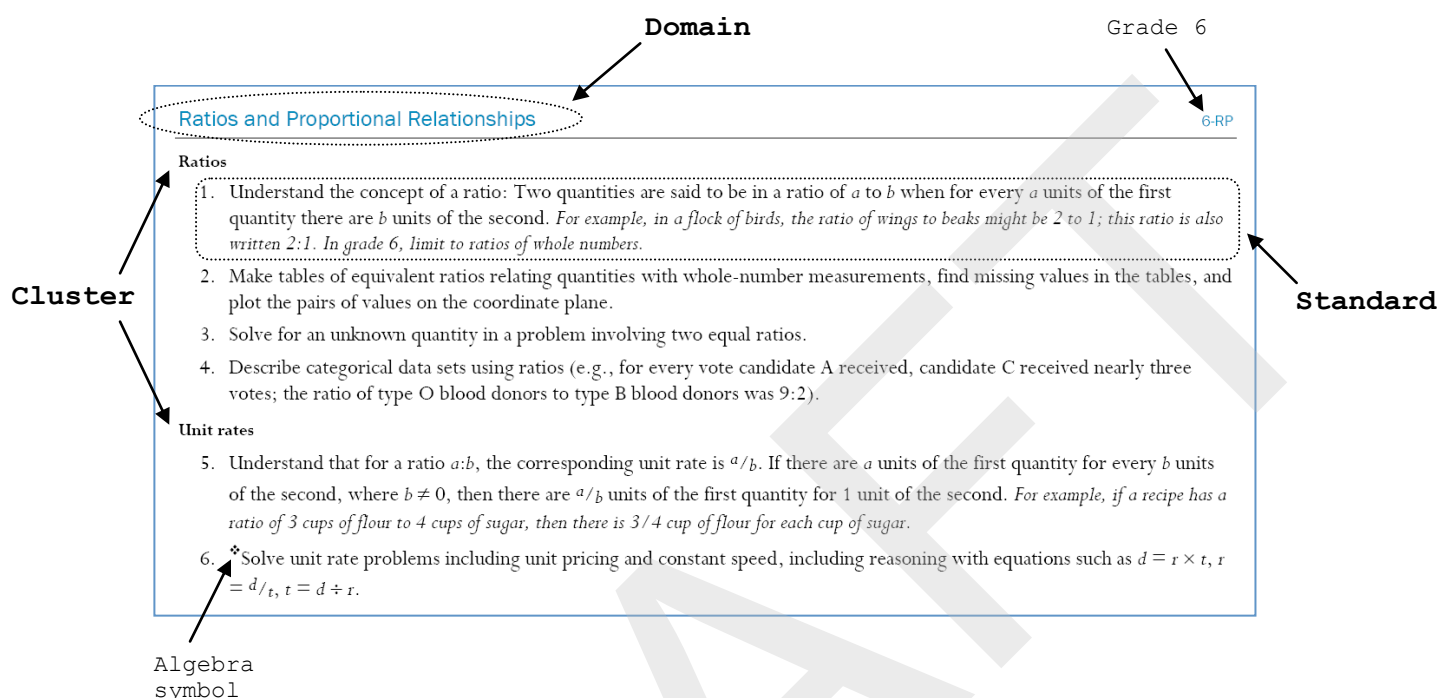 Domain
Grade 6
Ratios and Proportional Relationships
6-RP
Ratios
1. Understand the concept of a ratio: Two quantities are said to be in a ratio of a to b when for every a units of the first
quantity there are b units of the second. For example, in a flock of birds, the ratio of wings to beaks might be 2 to 1; this ratio is also
written 2:1. In grade 6, limit to ratios of whole numbers.
2. Make tables of equivalent ratios relating quantities with whole-number measurements, find missing values in the tables, and
plot the pairs of values on the coordinate plane.
Cluster
Standard
3. Solve for an unknown quantity in a problem involving two equal ratios.
4. Describe categorical data sets using ratios (e.g., for every vote candidate A received, candidate C received nearly three
votes; the ratio of type O blood donors to type B blood donors was 9:2).
Unit rates
5. Understand that for a ratio a:b, the corresponding unit rate is a/b. If there are a units of the first quantity for every b units
of the second, where b ≠ 0, then there are a/b units of the first quantity for 1 unit of the second. For example, if a recipe has a
ratio of 3 cups of flour to 4 cups of sugar, then there is 3/4 cup of flour for each cup of sugar.
6. ❖Solve unit rate problems including unit pricing and constant speed, including reasoning with equations such as d = r × t, r
= d/t, t = d ÷ r.
Algebra
symbol